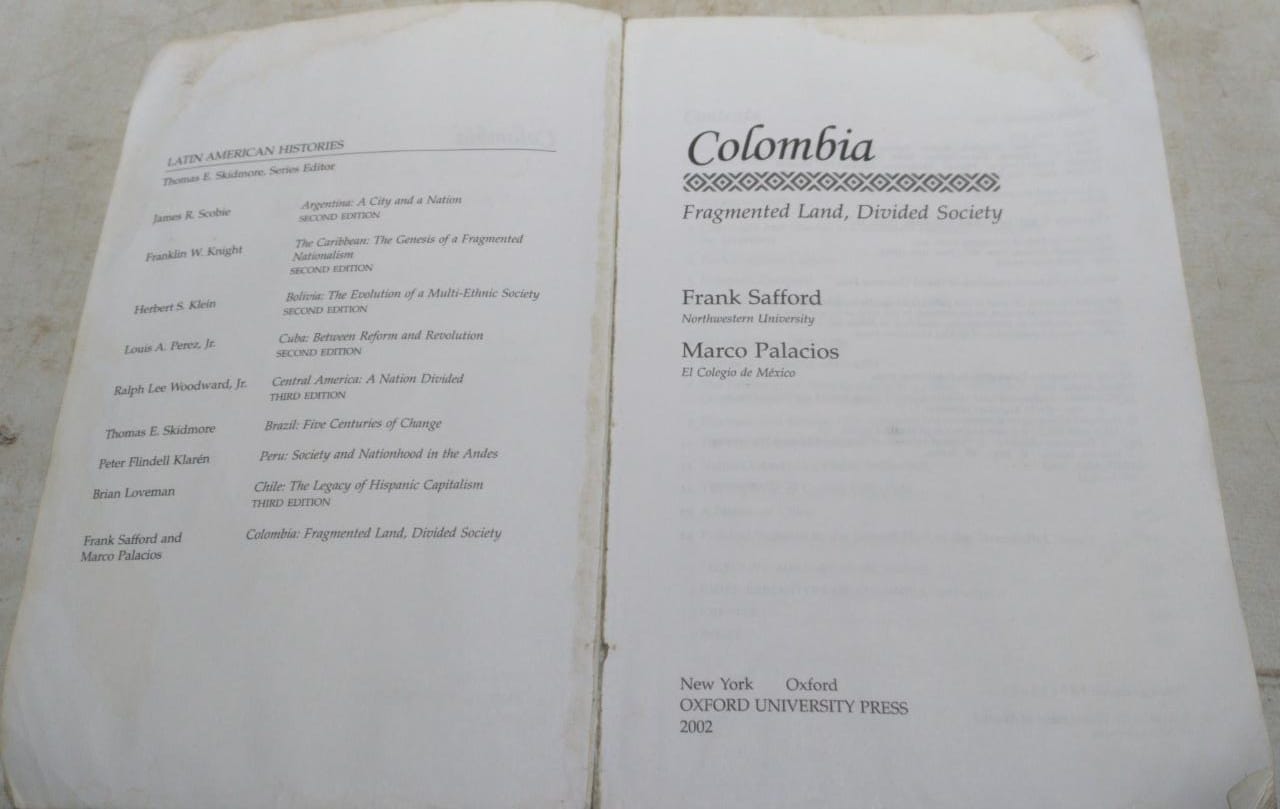 LATIN AMERICAN HISTORIES
Thomas E. Skidmore, Series Editor
James R. Scobie Argentina: A City and a Nation
SECOND EDITION
Franklin W. Knight The Caribbean: The Genesis of a Fragmented
Nationalism
SECOND EDITION
Herbert S. Klein Bolivia: The Evolution of a Multi-Ethnic Society
SECOND EDITION
Louis A. Perez, Jr. Cuba: Between Reform and Revolution
SECOND EDITION
Ralph Lee Woodward, Jr. Central America: A Nation Divided
THIRD EDITION
Thomas E. Skidmore Brazil: Five Centuries of Change
Peter Flindell Klarén Peru: Society and Nationhood in the Andes
Brian Loveman Chile: The Legacy of Hispanic Capitalism
THIRD EDITION
Frank Safford and Colombia: Fragmented Land, Divided Society
Marco Palacios
Colombia
Fragmented Land, Divided Society
Frank Safford
Northwestern University
Marco Palacios
El Colegio de México
New York Oxford
OXFORD UNIVERSITY PRESS
2002